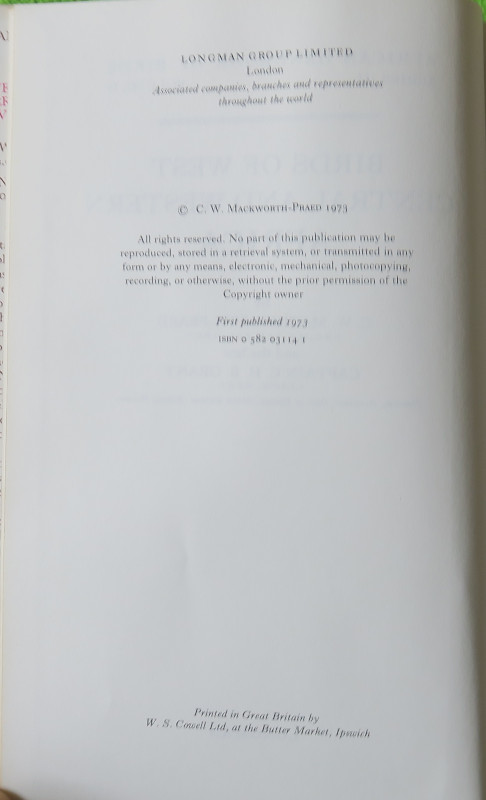 LONGMAN GROUP LIMITED
London
Associated companies, branches and representatives
throughout the world
© C. W. MACKWORTH-PRAED 1973
All rights reserved. No part of this publication may be
reproduced, stored in a retrieval system, or transmitted in any
form or by any means, electronic, mechanical, photocopying,
recording, or otherwise, without the prior permission of the
Copyright owner
First published 1973
ISBN 0 582 03114 1
Printed in Great Britain by
W. S. Cowell Ltd, at the Butter Market, Ipswich